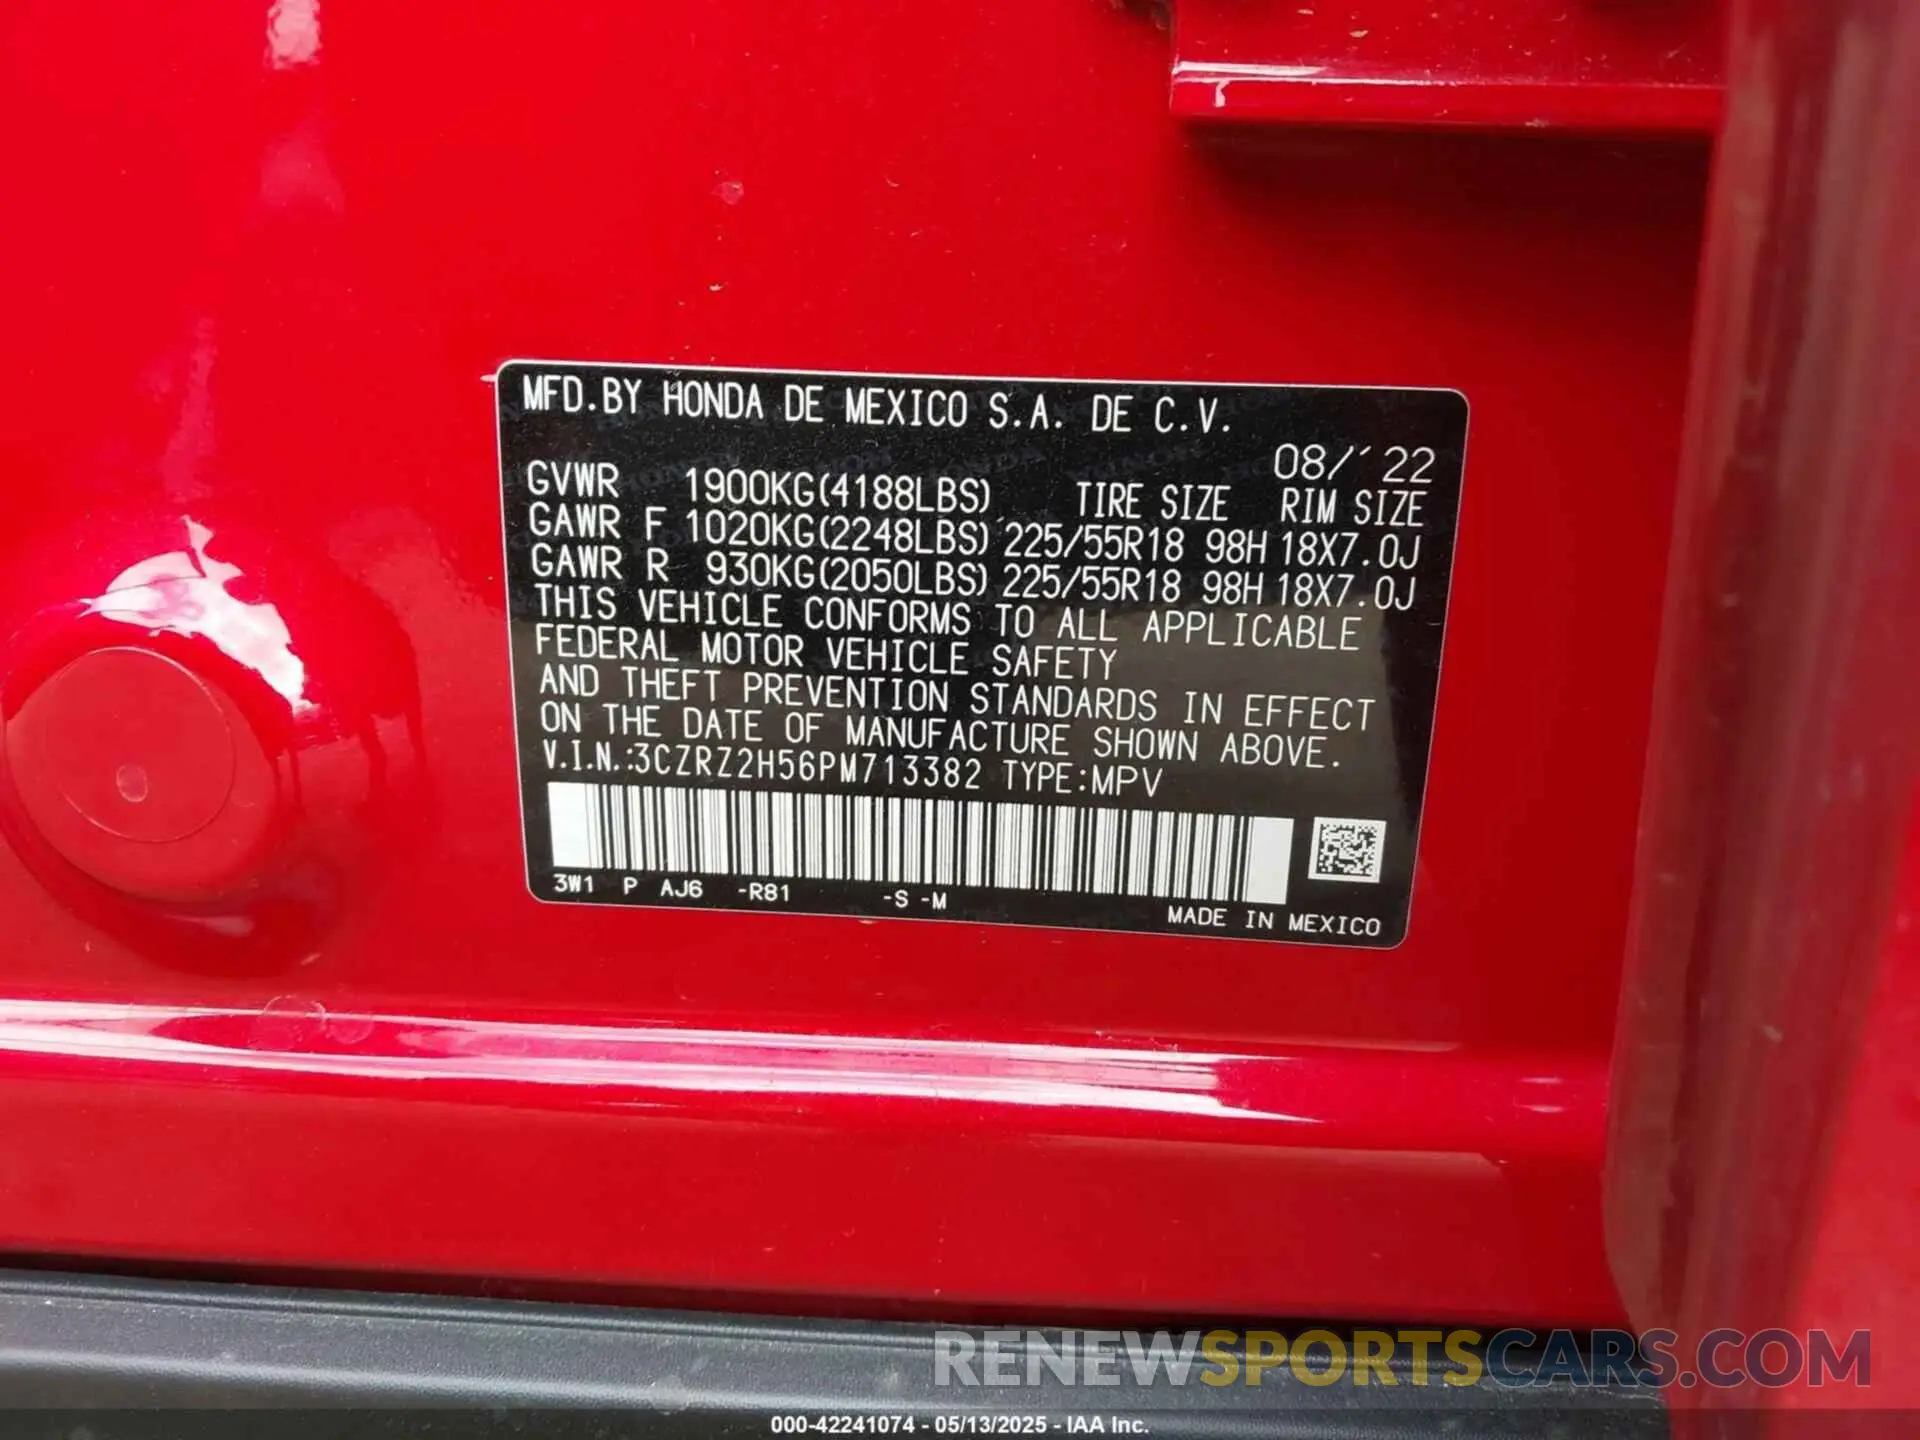 MFD.BY HONDA DE MEXICO S.A. DE C.V.
08/´22
GVWR 1900KG(4188LBS) TIRE SIZE RIM SIZE
GAWR F 1020KG(2248LBS) 225/55R18 98H 18X7.0J
GAWR R 930KG(2050LBS) 225/55R18 98H 18X7.0J
THIS VEHICLE CONFORMS TO ALL APPLICABLE
FEDERAL MOTOR VEHICLE SAFETY
AND THEFT PREVENTION STANDARDS IN EFFECT
ON THE DATE OF MANUFACTURE SHOWN ABOVE.
V.I.N.:3CZRZ2H56PM713382 TYPE:MPV
3W1 P AJ6 -R81 -S -M
MADE IN MEXICO
RENEWSPORTSCARS.COM
000-42241074 - 05/13/2025 - IAA Inc.